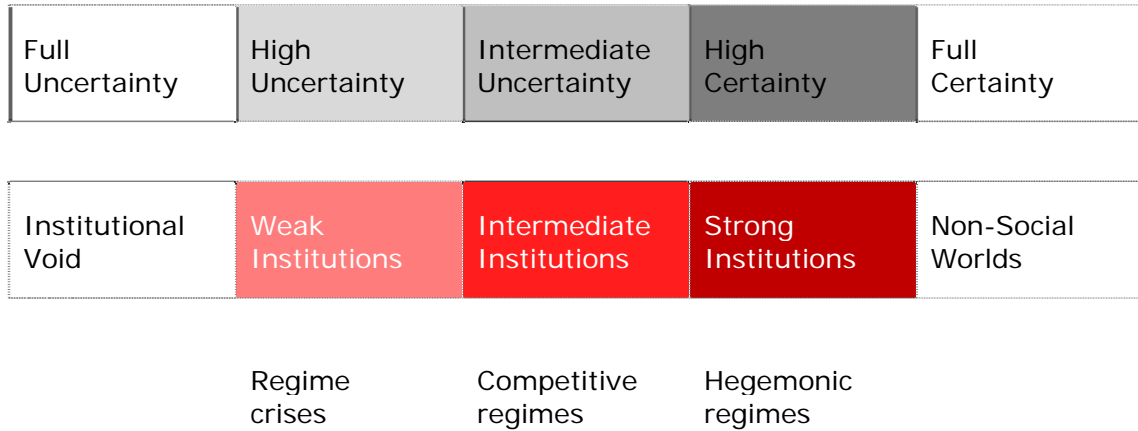 Full
Uncertainty
High
Uncertainty
Intermediate
Uncertainty
High
Certainty
Full
Certainty
Institutional
Void
Weak
Institutions
Intermediate
Institutions
Strong
Institutions
Non-Social
Worlds
Regime
crises
Competitive
regimes
Hegemonic
regimes